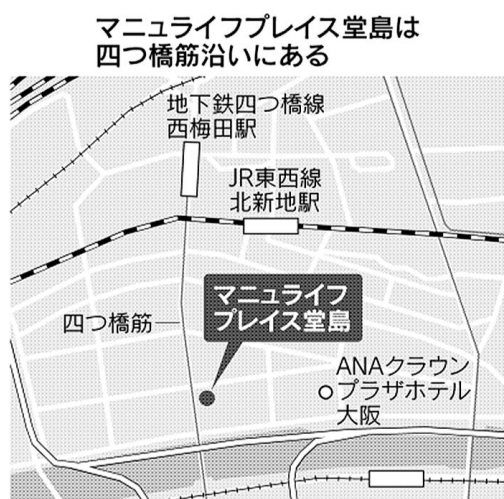 マニュライフプレイス堂島は
四つ橋筋沿いにある
地下鉄四つ橋線
西梅田駅
JR東西線
北新地駅
マニュライフ
プレイス堂島
四つ橋筋
ANAクラウン
プラザホテル
大阪